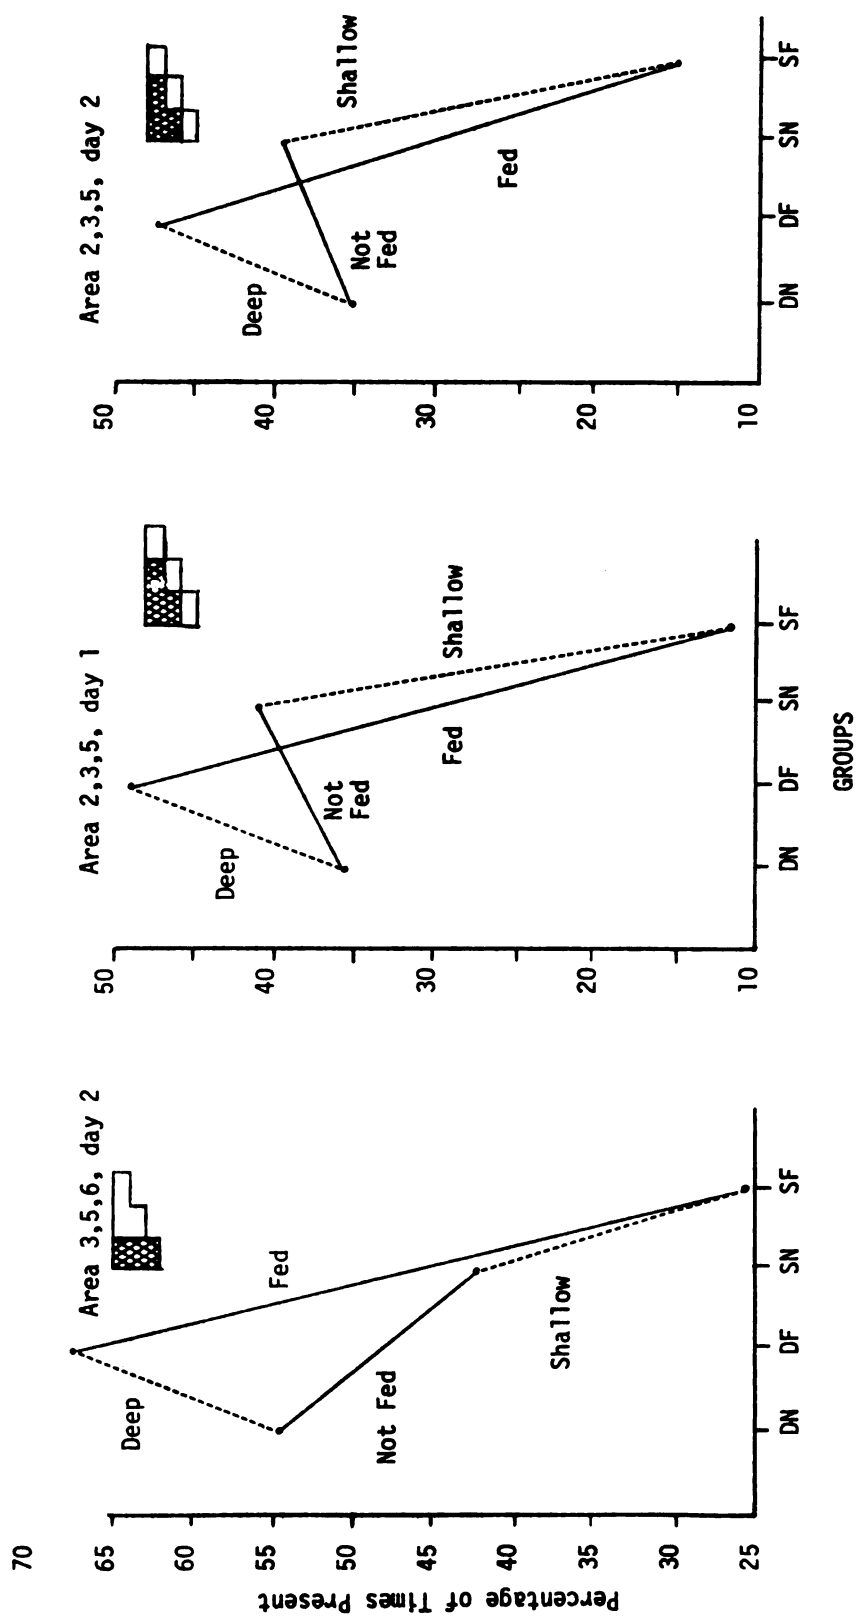 Area 3,5,6, day 2
70
65
60
55
50
45
40
35
30
25
Percentage of Times Present
Deep
Fed
Not Fed
Shallow
DN DF SN SF
Area 2,3,5, day 1
50
40
30
20
10
Deep
Not
Fed
Fed
Shallow
DN DF SN SF
GROUPS
Area 2,3,5, day 2
50
40
30
20
10
Deep
Not
Fed
Fed
Shallow
DN DF SN SF